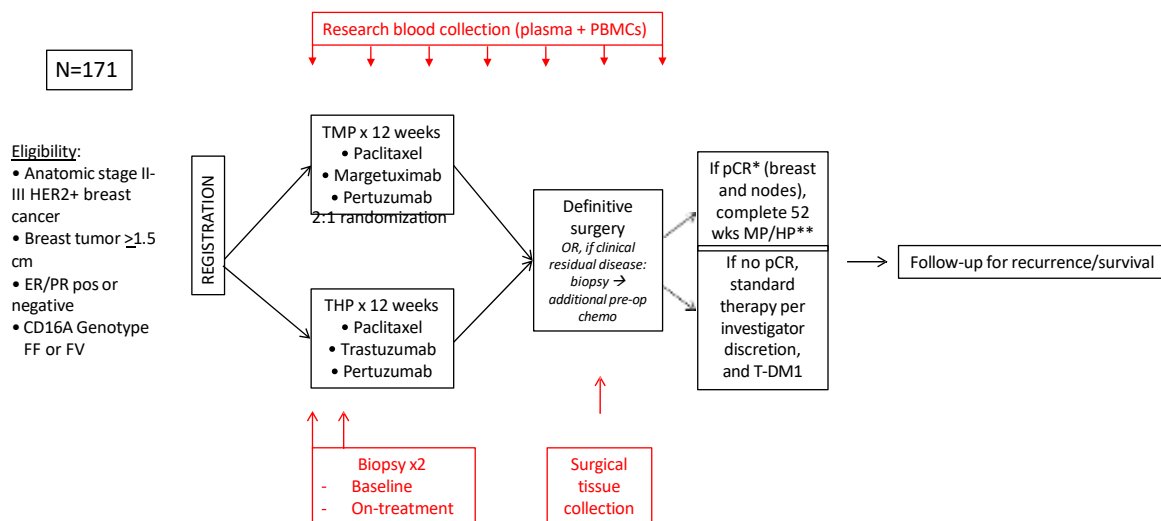 Research blood collection (plasma + PBMCs)
N=171
Eligibility:
• Anatomic stage II-
III HER2+ breast
cancer
• Breast tumor >1.5
cm
• ER/PR pos or
negative
• CD16A Genotype
FF or FV
REGISTRATION
TMP x 12 weeks
• Paclitaxel
• Margetuximab
• Pertuzumab
2:1 randomization
THP x 12 weeks
• Paclitaxel
• Trastuzumab
• Pertuzumab
Definitive
surgery
OR, if clinical
residual disease:
biopsy →
additional pre-op
chemo
If pCR* (breast
and nodes),
complete 52
wks MP/HP**
If no pCR,
standard
therapy per
investigator
discretion,
and T-DM1
Follow-up for recurrence/survival
Biopsy x2
- Baseline
- On-treatment
Surgical
tissue
collection